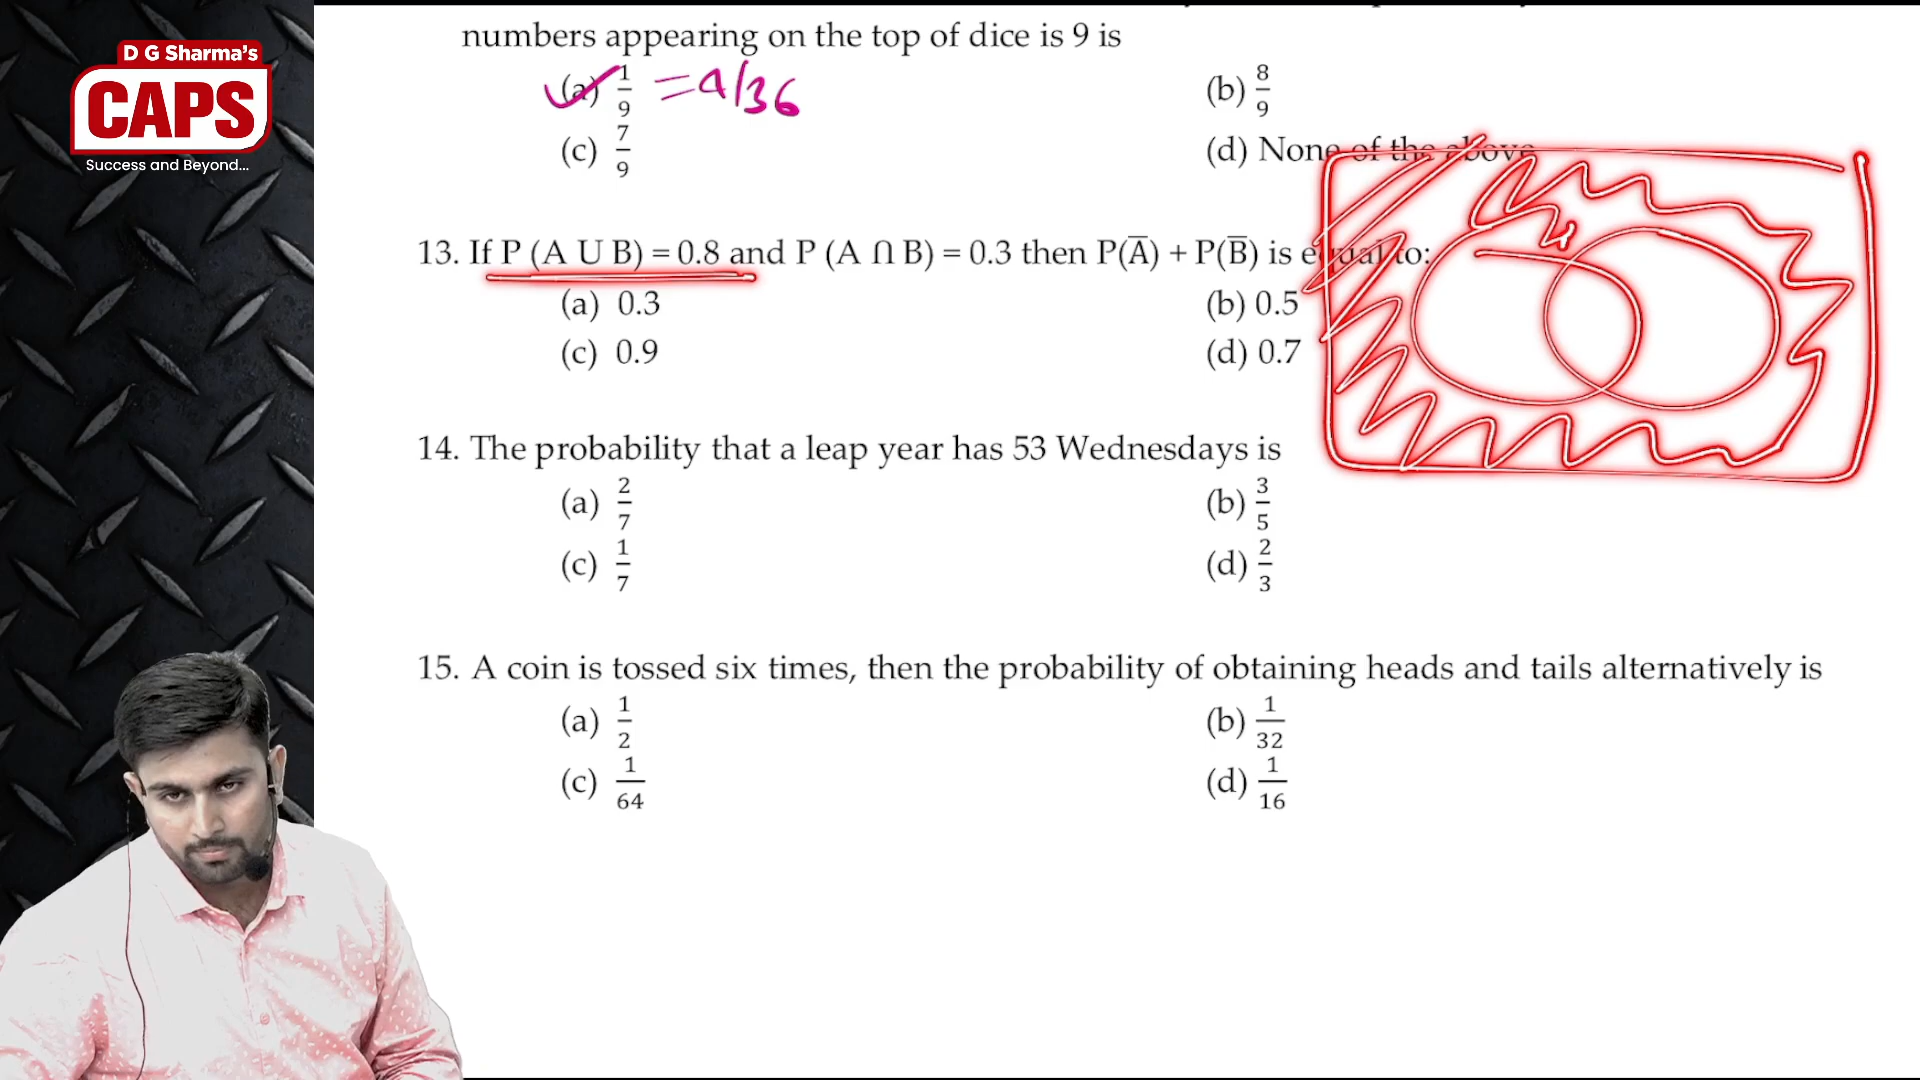 D G Sharma's
CAPS
Success and Beyond...
numbers appearing on the top of dice is 9 is
(a) 1/9 = 4/36
(b) 8/9
(c) 7/9
(d) None of the above
13. If P (A U B) = 0.8 and P (A ∩ B) = 0.3 then P(A̅) + P(B̅) is equal to:
(a) 0.3
(b) 0.5
(c) 0.9
(d) 0.7
14. The probability that a leap year has 53 Wednesdays is
(a) 2/7
(b) 3/5
(c) 1/7
(d) 2/3
15. A coin is tossed six times, then the probability of obtaining heads and tails alternatively is
(a) 1/2
(b) 1/32
(c) 1/64
(d) 1/16